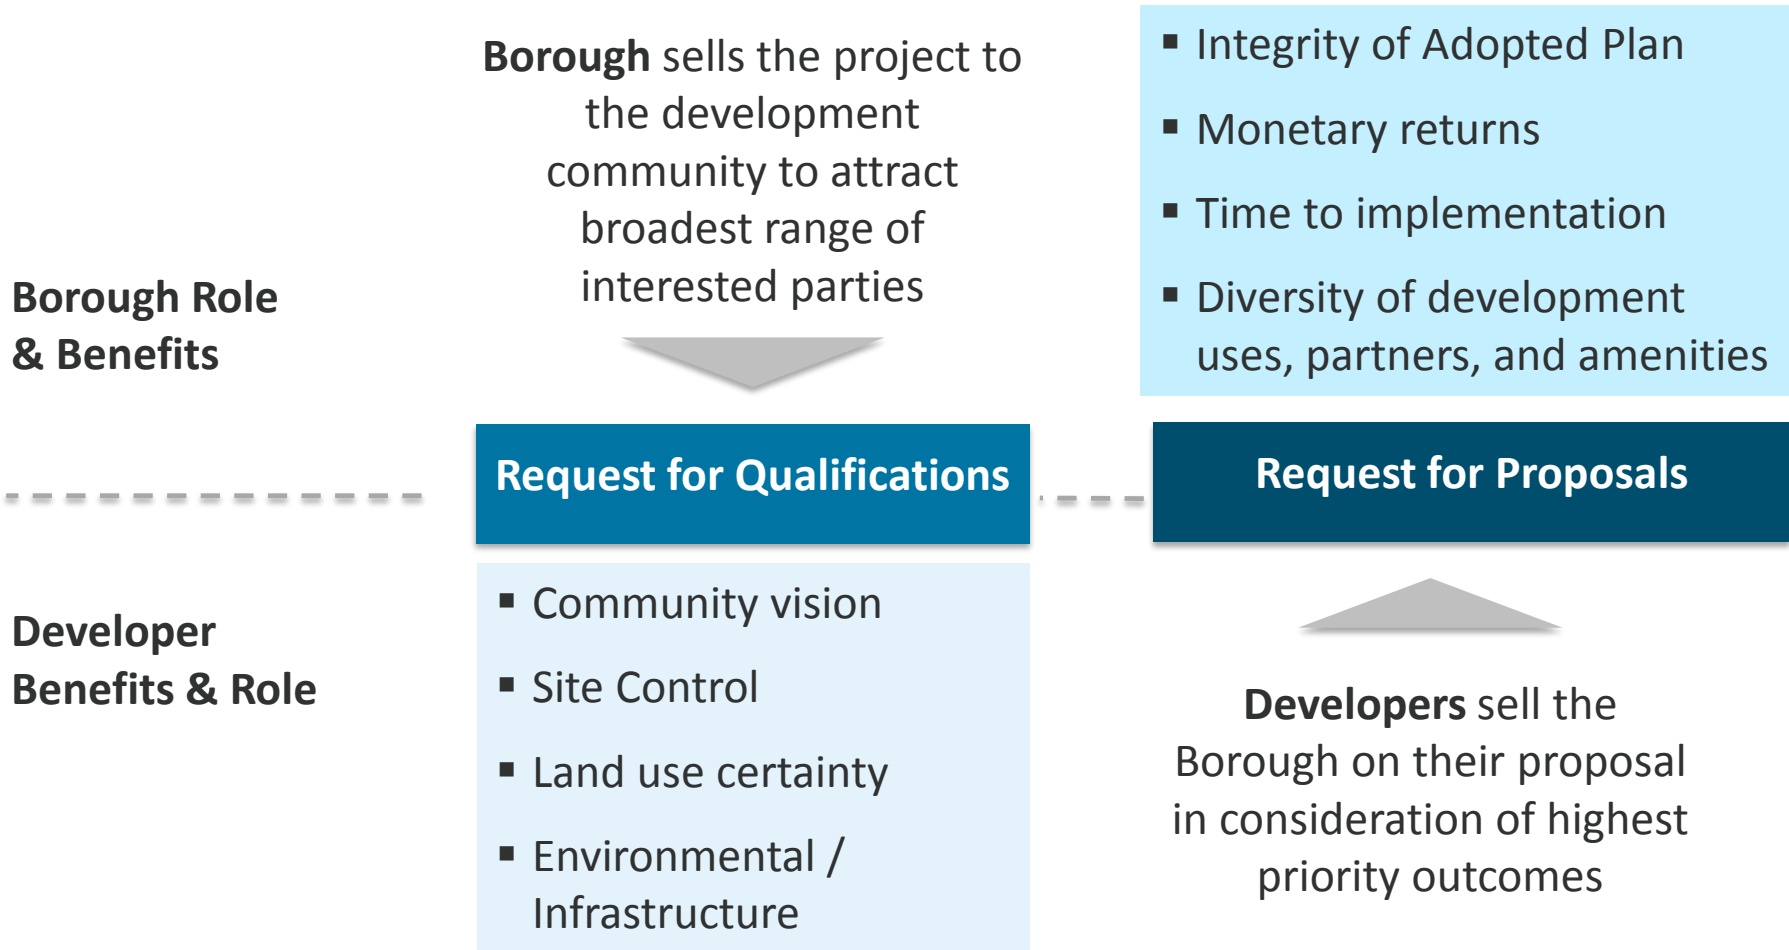 Borough Role
& Benefits
Borough sells the project to
the development
community to attract
broadest range of
interested parties
▪ Integrity of Adopted Plan
▪ Monetary returns
▪ Time to implementation
▪ Diversity of development
uses, partners, and amenities
Request for Qualifications
Request for Proposals
Developer
Benefits & Role
▪ Community vision
▪ Site Control
▪ Land use certainty
▪ Environmental /
Infrastructure
Developers sell the
Borough on their proposal
in consideration of highest
priority outcomes